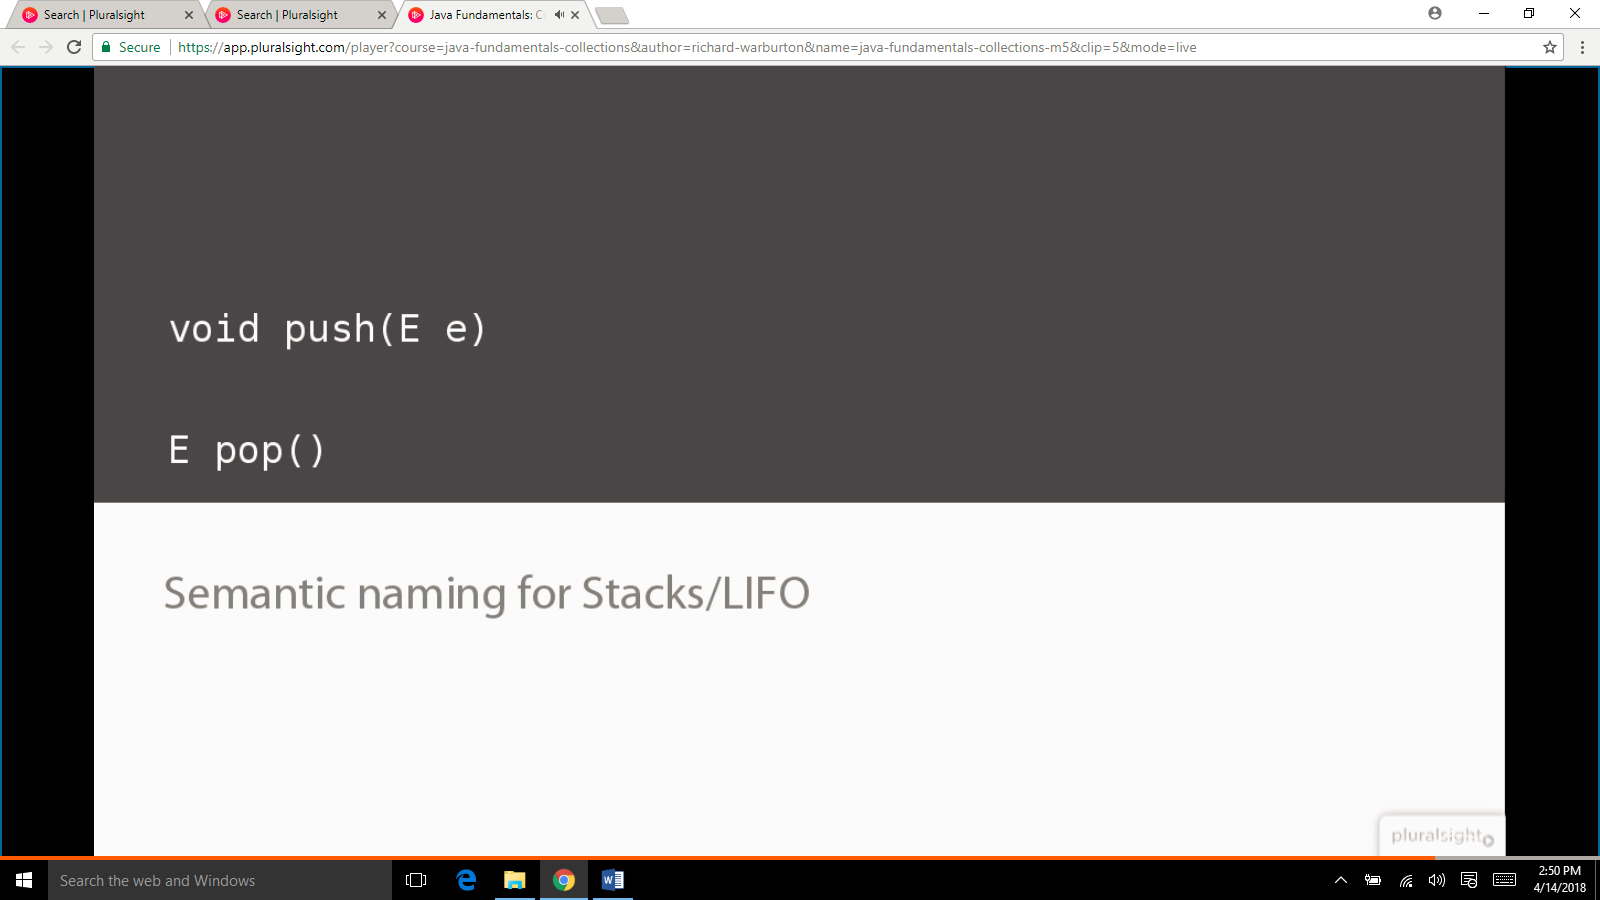 Search | Pluralsight
Search | Pluralsight
Java Fundamentals: C
Secure
https://app.pluralsight.com/player?course=java-fundamentals-collections&author=richard-warburton&name=java-fundamentals-collections-m5&clip=5&mode=live
void push(E e)
E pop()
Semantic naming for Stacks/LIFO
pluralsight
Search the web and Windows
2:50 PM
4/14/2018